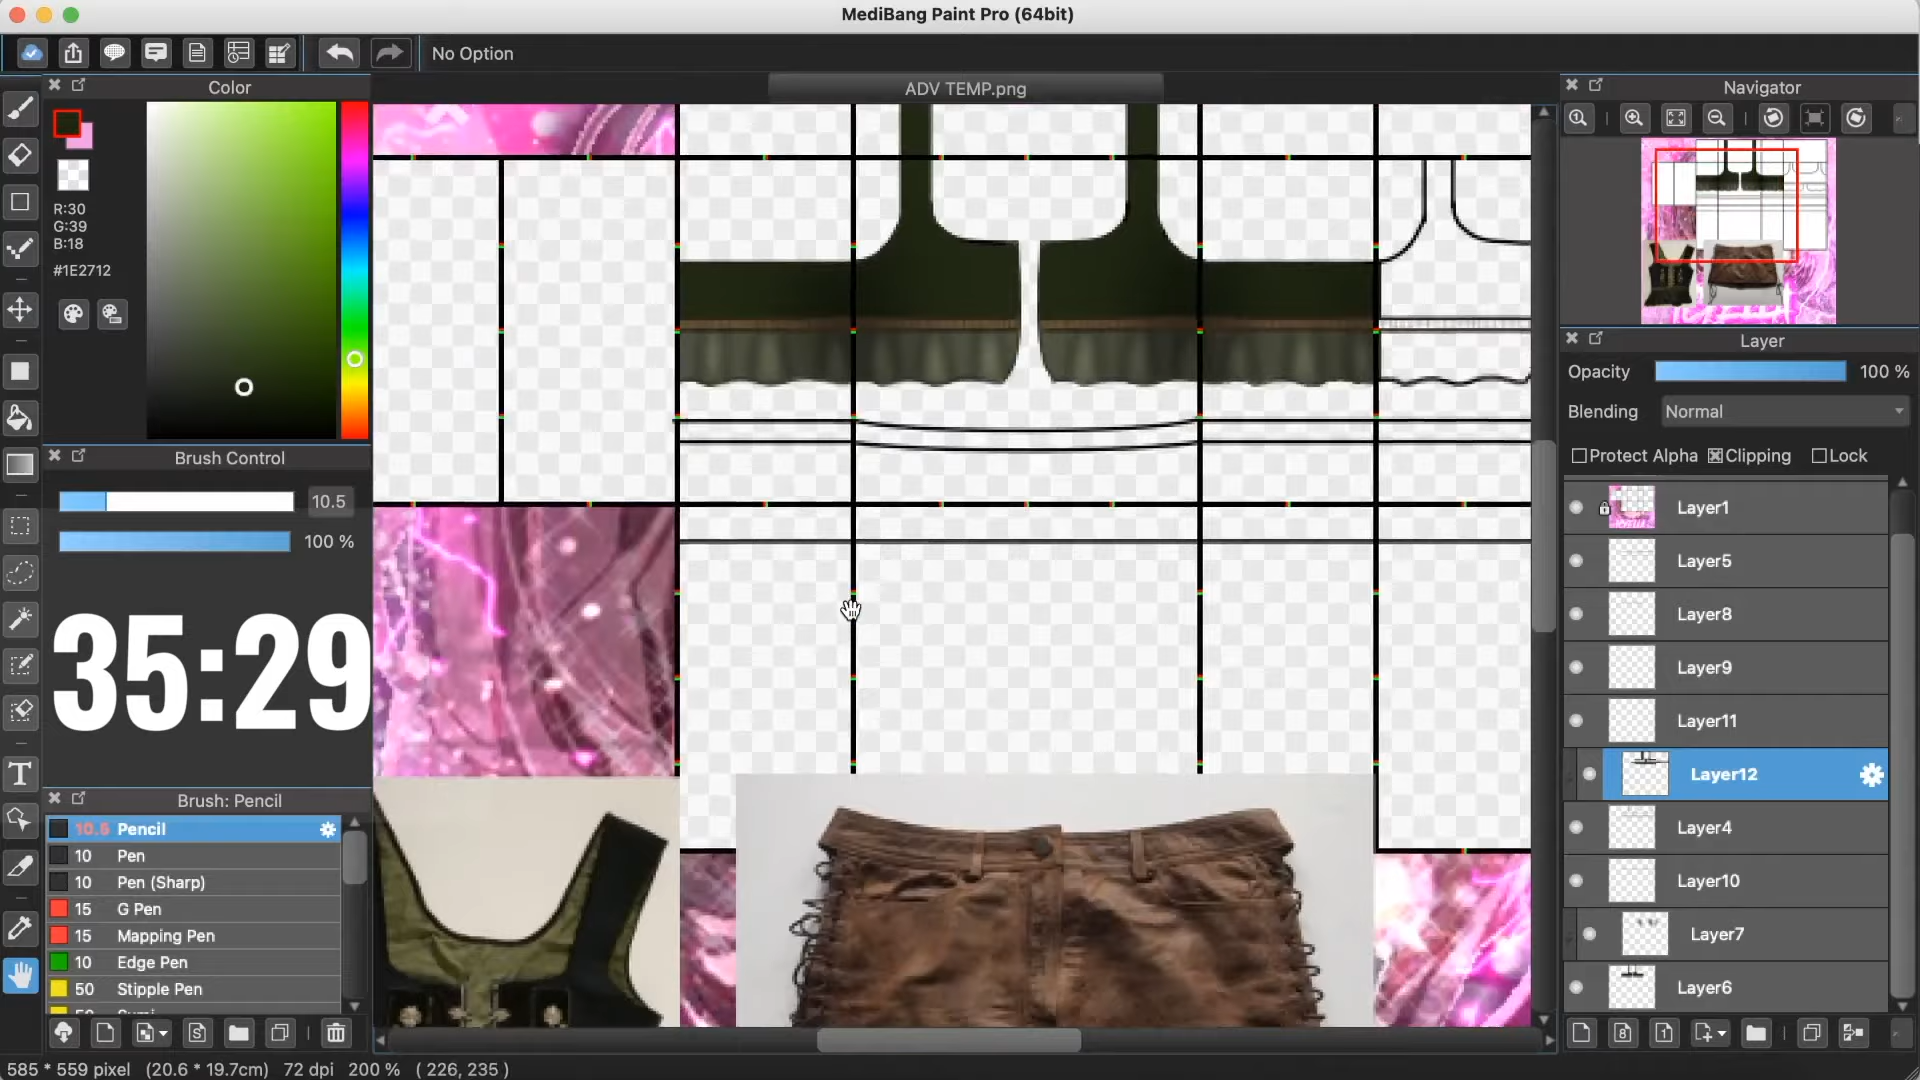 MediBang Paint Pro (64bit)
No Option
Color
ADV TEMP.png
Navigator
R:30
G:39
B:18
#1E2712
Brush Control
10.5
100 %
35:29
Brush: Pencil
10.5 Pencil
10 Pen
10 Pen (Sharp)
15 G Pen
15 Mapping Pen
10 Edge Pen
50 Stipple Pen
Layer
Opacity 100 %
Blending Normal
Protect Alpha Clipping Lock
Layer1
Layer5
Layer8
Layer9
Layer11
Layer12
Layer4
Layer10
Layer7
Layer6
585 * 559 pixel (20.6 * 19.7cm) 72 dpi 200 % ( 226, 235 )